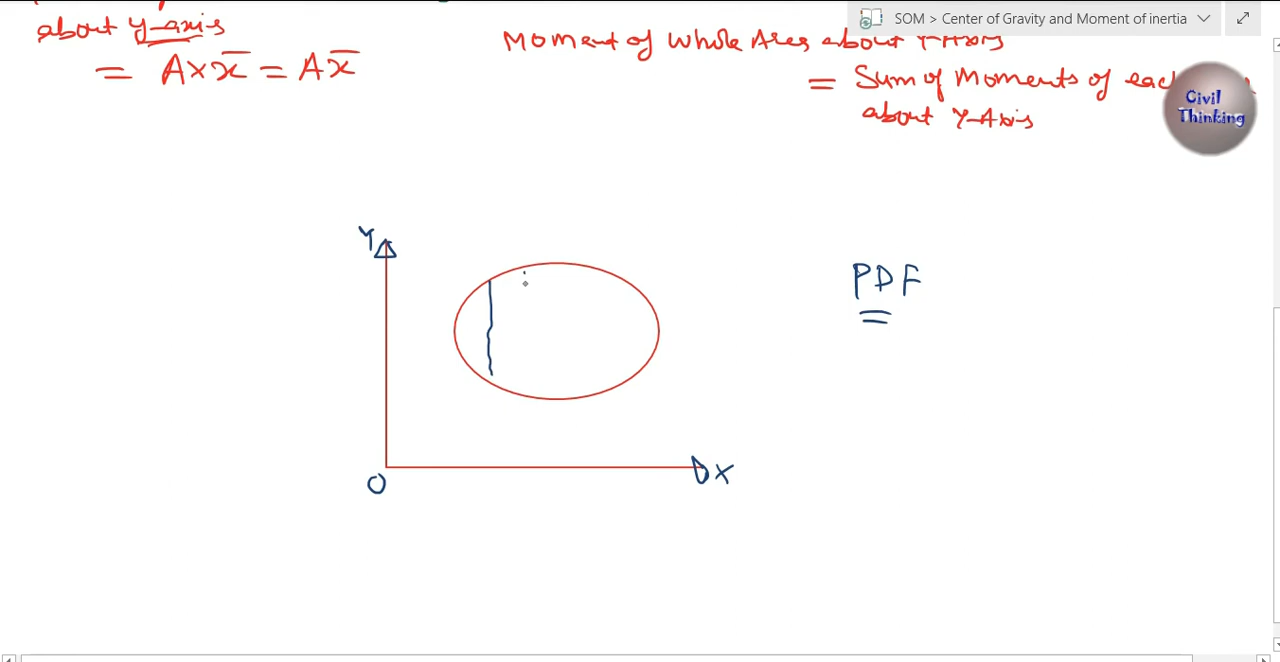 about Y-axis
= A×x̅ = Ax̅
SOM > Center of Gravity and Moment of inertia
Moment of Whole Area about Y-Axis
= Sum of Moments of each
about Y-Axis
Civil
Thinking
Y
PDF
O
X